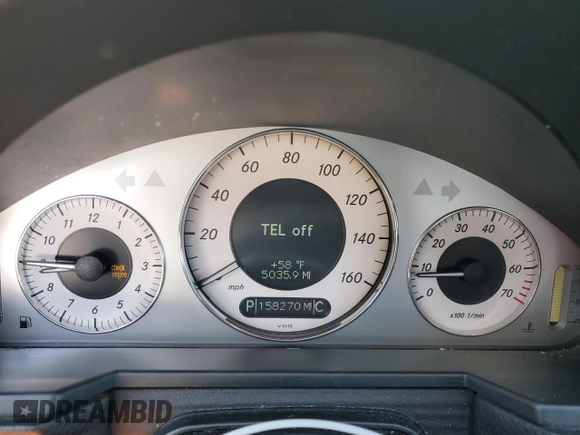 TEL off
+58 °F
5035.9 MI
P 158270 MI C
VDO
0 20 40 60 80 100 120 140 160
mph
12 1 2 3 4 5 6 7 8 9 10 11
check
engine
0 10 20 30 40 50 60 70
x100 1/min
DREAMBID